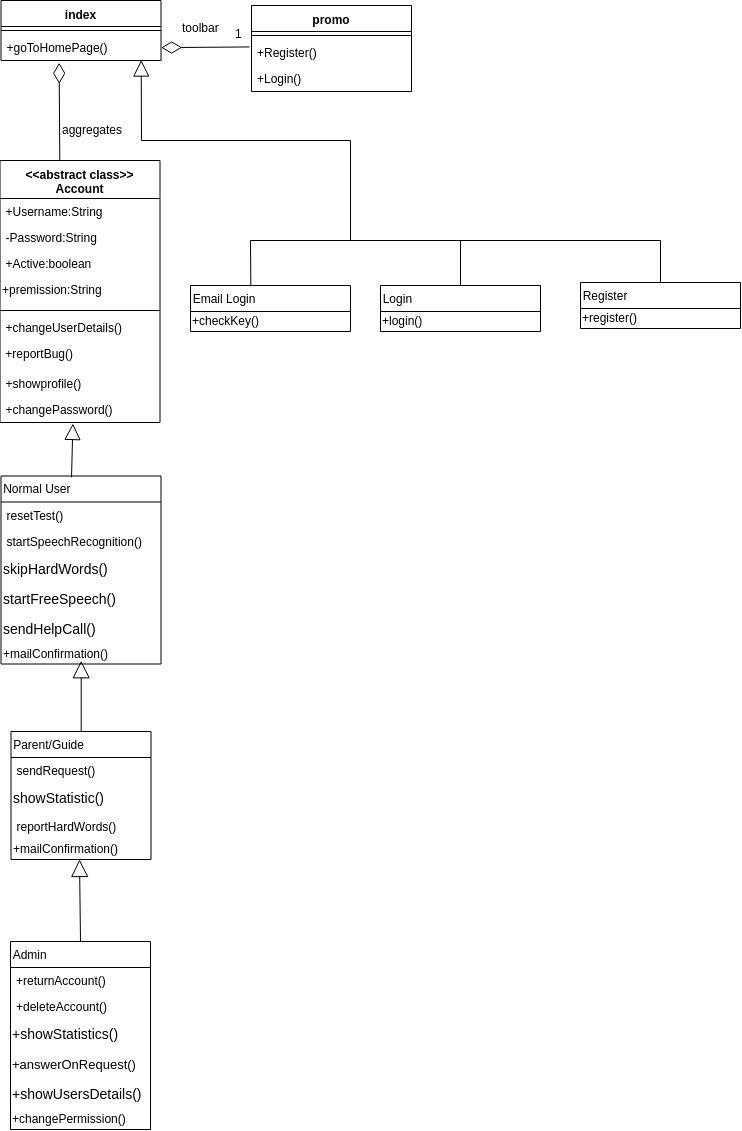 index
+goToHomePage()
toolbar
1
promo
+Register()
+Login()
aggregates
<<abstract class>>
Account
+Username:String
-Password:String
+Active:boolean
+premission:String
+changeUserDetails()
+reportBug()
+showprofile()
+changePassword()
Email Login
+checkKey()
Login
+login()
Register
+register()
Normal User
resetTest()
startSpeechRecognition()
skipHardWords()
startFreeSpeech()
sendHelpCall()
+mailConfirmation()
Parent/Guide
sendRequest()
showStatistic()
reportHardWords()
+mailConfirmation()
Admin
+returnAccount()
+deleteAccount()
+showStatistics()
+answerOnRequest()
+showUsersDetails()
+changePermission()